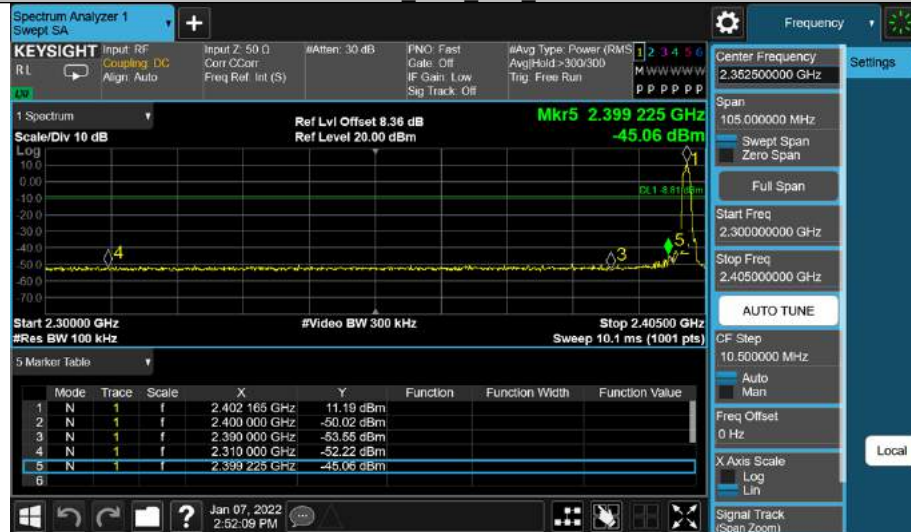 Spectrum Analyzer 1
Swept SA
+
Frequency
KEYSIGHT
RL
Input: RF
Coupling: DC
Align: Auto
Input Z: 50 Ω
Corr CCorr
Freq Ref: Int (S)
#Atten: 30 dB
PNO: Fast
Gate: Off
IF Gain: Low
Sig Track: Off
#Avg Type: Power (RMS
Avg|Hold:>300/300
Trig: Free Run
1 2 3 4 5 6
M W W W W W
P P P P P P
1 Spectrum
Scale/Div 10 dB
Log
Ref Lvl Offset 8.36 dB
Ref Level 20.00 dBm
Mkr5 2.399 225 GHz
-45.06 dBm
10.0
0.00
-10.0
-20.0
-30.0
-40.0
-50.0
-60.0
-70.0
DL1 -8.81 dBm
1
4
3
5
2
Start 2.30000 GHz
#Res BW 100 kHz
#Video BW 300 kHz
Stop 2.40500 GHz
Sweep 10.1 ms (1001 pts)
5 Marker Table
Mode Trace Scale X Y Function Function Width Function Value
1 N 1 f 2.402 165 GHz 11.19 dBm
2 N 1 f 2.400 000 GHz -50.02 dBm
3 N 1 f 2.390 000 GHz -53.55 dBm
4 N 1 f 2.310 000 GHz -52.22 dBm
5 N 1 f 2.399 225 GHz -45.06 dBm
6
?
Jan 07, 2022
2:52:09 PM
Center Frequency
2.352500000 GHz
Settings
Span
105.000000 MHz
Swept Span
Zero Span
Full Span
Start Freq
2.300000000 GHz
Stop Freq
2.405000000 GHz
AUTO TUNE
CF Step
10.500000 MHz
Auto
Man
Freq Offset
0 Hz
Local
X Axis Scale
Log
Lin
Signal Track
(Span Zoom)